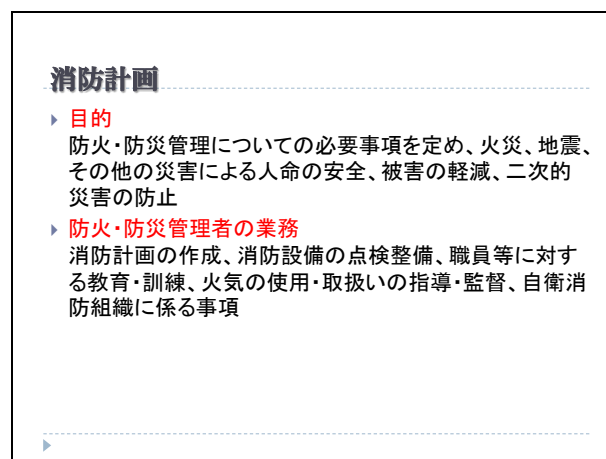 消防計画
目的
防火・防災管理についての必要事項を定め、火災、地震、
その他の災害による人命の安全、被害の軽減、二次的
災害の防止
防火・防災管理者の業務
消防計画の作成、消防設備の点検整備、職員等に対す
る教育・訓練、火気の使用・取扱いの指導・監督、自衛消
防組織に係る事項